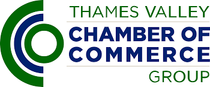 THAMES VALLEY
CHAMBER OF
COMMERCE
GROUP